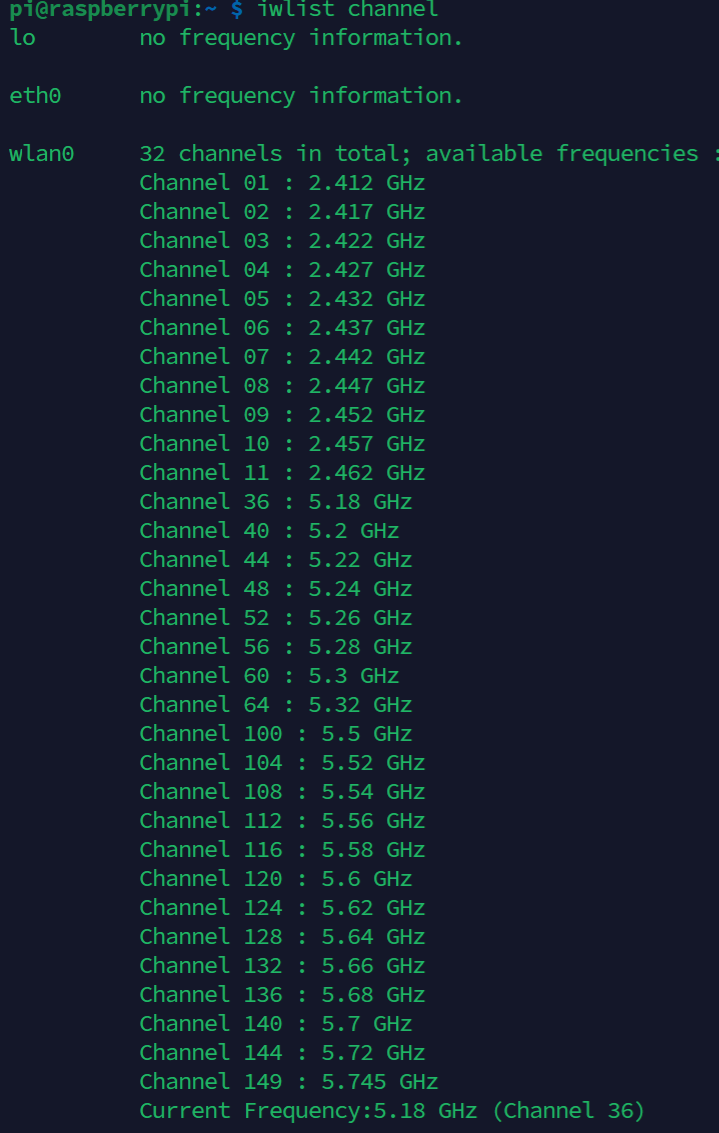 pi@raspberrypi:~ $ iwlist channel
lo        no frequency information.
eth0      no frequency information.
wlan0     32 channels in total; available frequencies :
          Channel 01 : 2.412 GHz
          Channel 02 : 2.417 GHz
          Channel 03 : 2.422 GHz
          Channel 04 : 2.427 GHz
          Channel 05 : 2.432 GHz
          Channel 06 : 2.437 GHz
          Channel 07 : 2.442 GHz
          Channel 08 : 2.447 GHz
          Channel 09 : 2.452 GHz
          Channel 10 : 2.457 GHz
          Channel 11 : 2.462 GHz
          Channel 36 : 5.18 GHz
          Channel 40 : 5.2 GHz
          Channel 44 : 5.22 GHz
          Channel 48 : 5.24 GHz
          Channel 52 : 5.26 GHz
          Channel 56 : 5.28 GHz
          Channel 60 : 5.3 GHz
          Channel 64 : 5.32 GHz
          Channel 100 : 5.5 GHz
          Channel 104 : 5.52 GHz
          Channel 108 : 5.54 GHz
          Channel 112 : 5.56 GHz
          Channel 116 : 5.58 GHz
          Channel 120 : 5.6 GHz
          Channel 124 : 5.62 GHz
          Channel 128 : 5.64 GHz
          Channel 132 : 5.66 GHz
          Channel 136 : 5.68 GHz
          Channel 140 : 5.7 GHz
          Channel 144 : 5.72 GHz
          Channel 149 : 5.745 GHz
          Current Frequency:5.18 GHz (Channel 36)